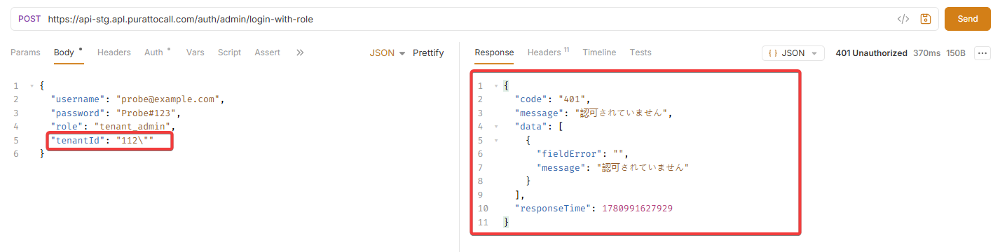 POST https://api-stg.apl.purattocall.com/auth/admin/login-with-role </> Send
Params Body Headers Auth Vars Script Assert JSON Prettify
1 {
2 "username": "probe@example.com",
3 "password": "Probe#123",
4 "role": "tenant_admin",
5 "tenantId": "112\""
6 }
Response Headers 11 Timeline Tests { } JSON 401 Unauthorized 370ms 150B
1 {
2 "code": "401",
3 "message": "認可されていません",
4 "data": [
5 {
6 "fieldError": "",
7 "message": "認可されていません"
8 }
9 ],
10 "responseTime": 1780991627929
11 }